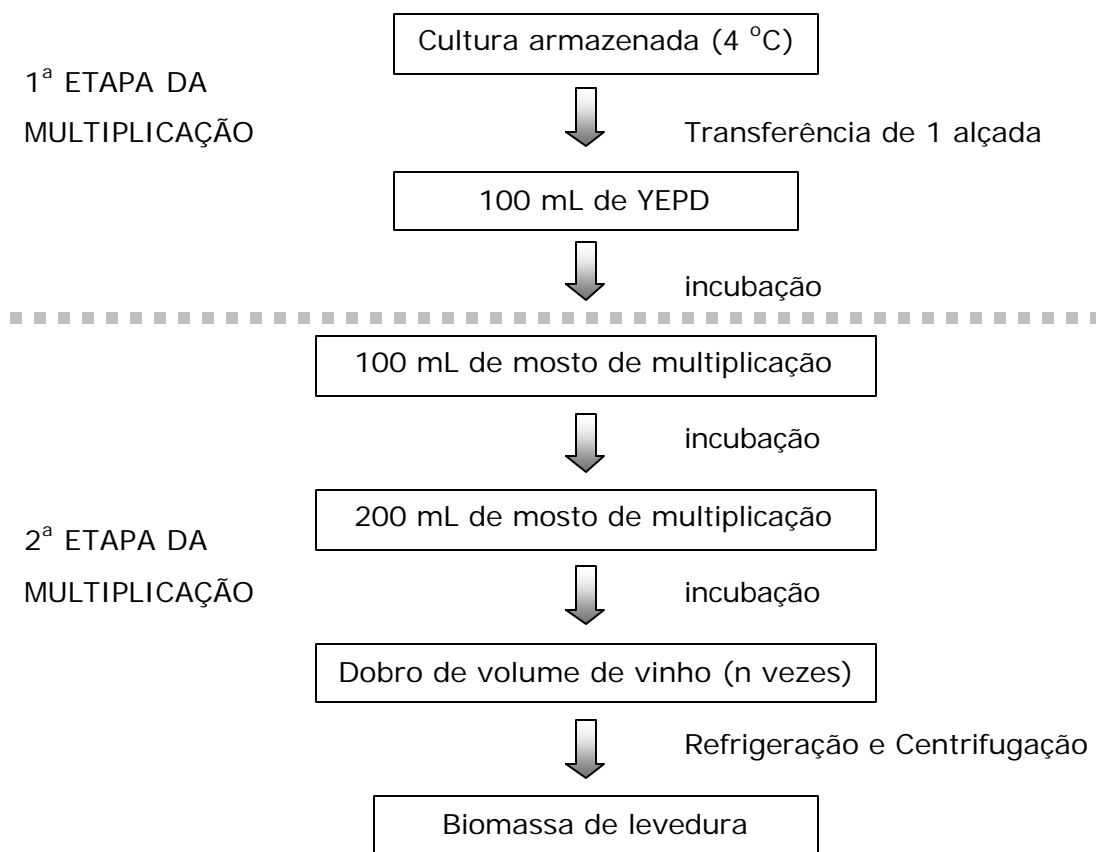 Cultura armazenada (4 °C)
1ª ETAPA DA
MULTIPLICAÇÃO
Transferência de 1 alçada
100 mL de YEPD
incubação
100 mL de mosto de multiplicação
incubação
200 mL de mosto de multiplicação
2ª ETAPA DA
MULTIPLICAÇÃO
incubação
Dobro de volume de vinho (n vezes)
Refrigeração e Centrifugação
Biomassa de levedura